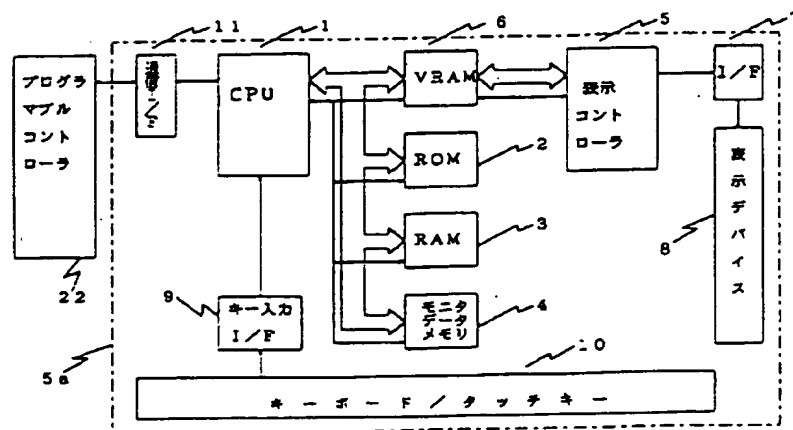 11
1
6
5
プログラ
マブル
コント
ローラ
CPU
VRAM
表示
コント
ローラ
I/F
ROM
2
RAM
3
表示デバイス
8
22
9
キー入力
I/F
モニタ
データ
メモリ
4
5a
10
キーボード/タッチキー